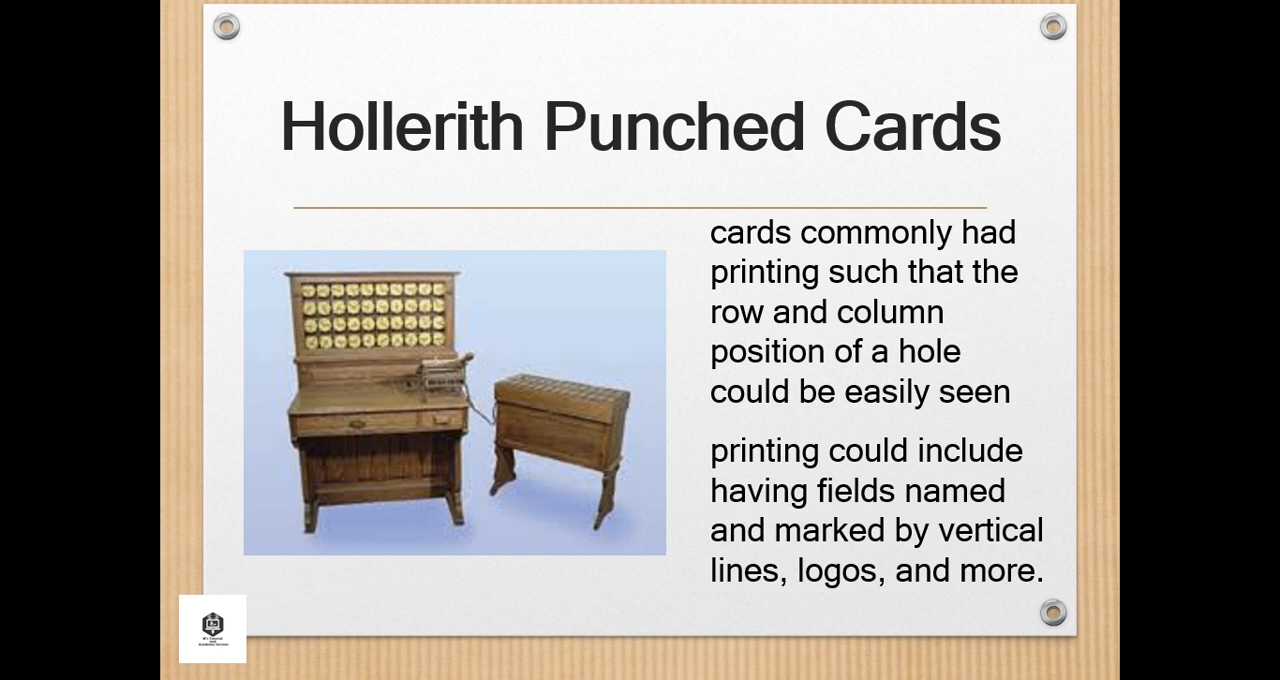 Hollerith Punched Cards
cards commonly had
printing such that the
row and column
position of a hole
could be easily seen
printing could include
having fields named
and marked by vertical
lines, logos, and more.